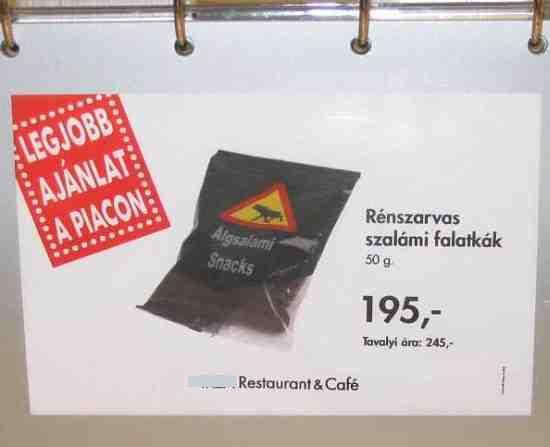 LEGJOBB
AJÁNLAT
A PIACON
Älgsalami
Snacks
Rénszarvas
szalámi falatkák
50 g.
195,-
Tavalyi ára: 245,-
Restaurant & Café